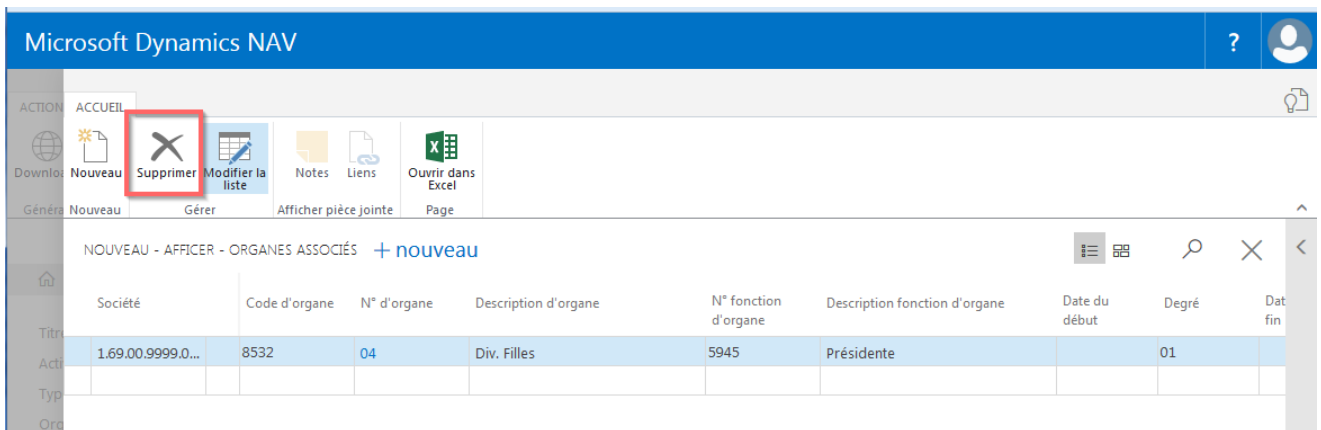 Microsoft Dynamics NAV ?
ACTION ACCUEIL
Downloa Nouveau Supprimer Modifier la liste Notes Liens Ouvrir dans Excel
Généra Nouveau Gérer Afficher pièce jointe Page
NOUVEAU - AFFICER - ORGANES ASSOCIÉS + nouveau
Société Code d'organe N° d'organe Description d'organe N° fonction d'organe Description fonction d'organe Date du début Degré Dat fin
Titre
1.69.00.9999.0... 8532 04 Div. Filles 5945 Présidente 01
Acti
Typ
Org